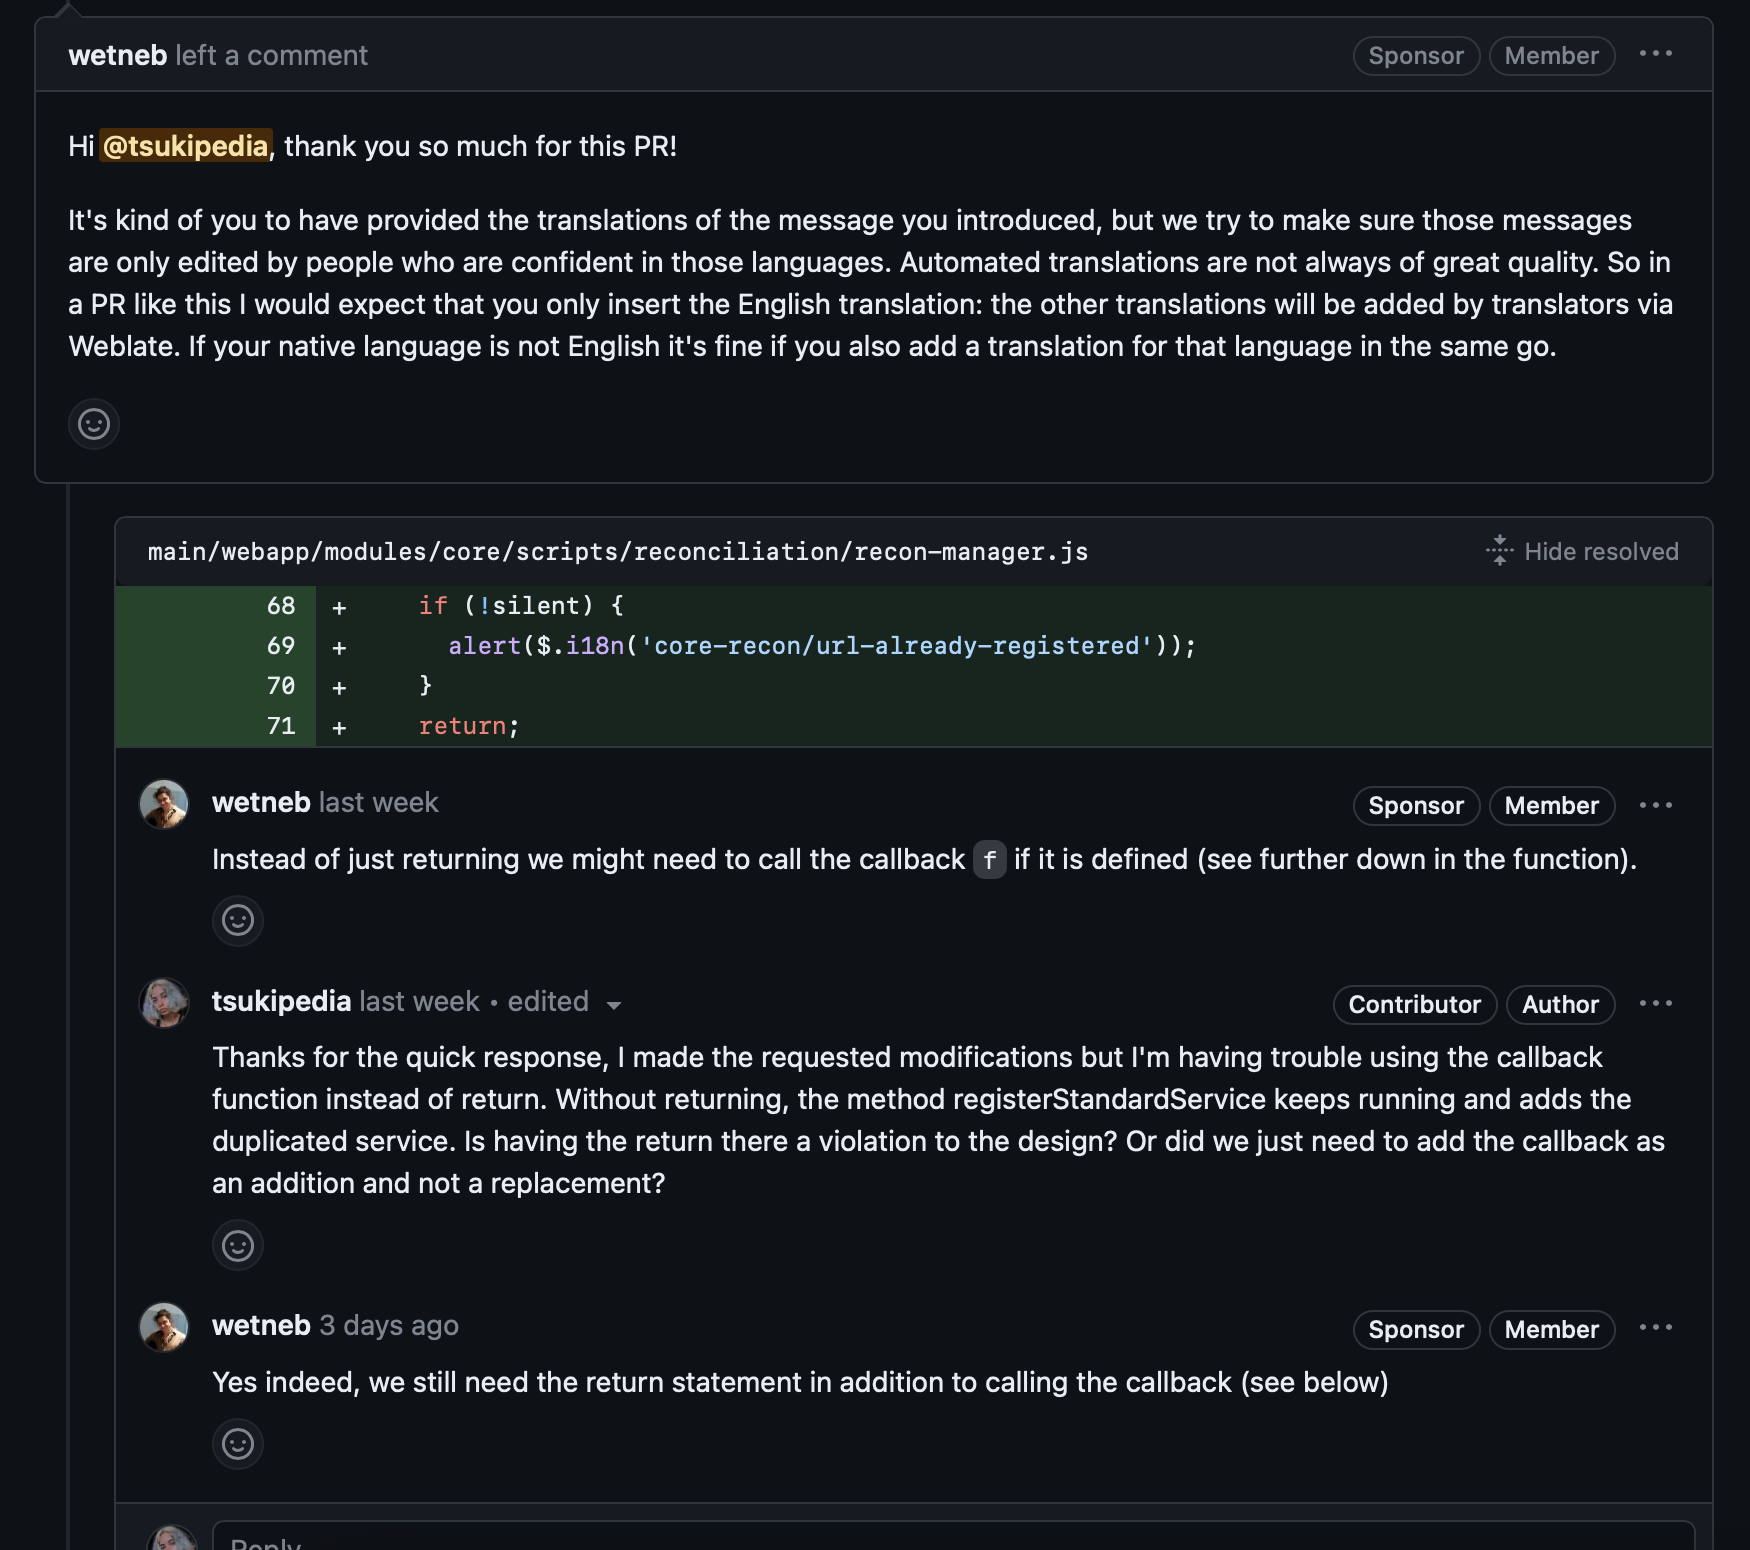 wetneb left a comment
Sponsor Member ···
Hi @tsukipedia, thank you so much for this PR!
It's kind of you to have provided the translations of the message you introduced, but we try to make sure those messages
are only edited by people who are confident in those languages. Automated translations are not always of great quality. So in
a PR like this I would expect that you only insert the English translation: the other translations will be added by translators via
Weblate. If your native language is not English it's fine if you also add a translation for that language in the same go.
main/webapp/modules/core/scripts/reconciliation/recon-manager.js
Hide resolved
68 + if (!silent) {
69 + alert($.i18n('core-recon/url-already-registered'));
70 + }
71 + return;
wetneb last week
Sponsor Member ···
Instead of just returning we might need to call the callback f if it is defined (see further down in the function).
tsukipedia last week • edited
Contributor Author ···
Thanks for the quick response, I made the requested modifications but I'm having trouble using the callback
function instead of return. Without returning, the method registerStandardService keeps running and adds the
duplicated service. Is having the return there a violation to the design? Or did we just need to add the callback as
an addition and not a replacement?
wetneb 3 days ago
Sponsor Member ···
Yes indeed, we still need the return statement in addition to calling the callback (see below)
Reply